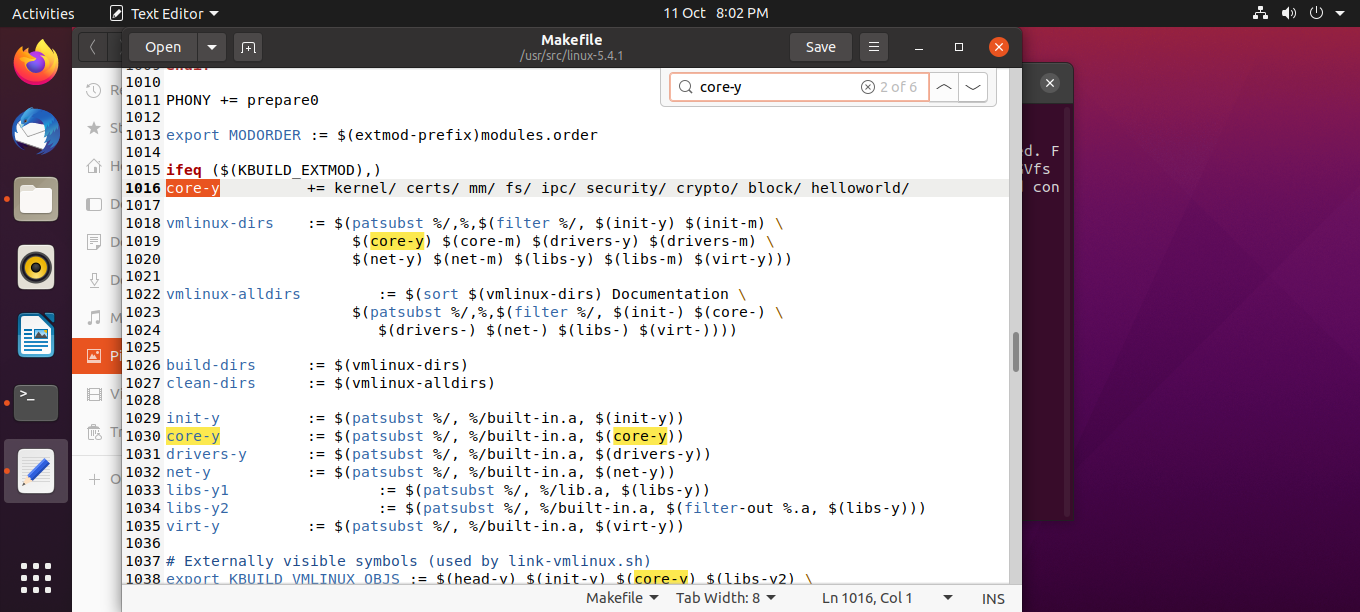 Activities Text Editor 11 Oct 8:02 PM
Open Makefile Save
/usr/src/linux-5.4.1
core-y 2 of 6
1010
1011 PHONY += prepare0
1012
1013 export MODORDER := $(extmod-prefix)modules.order
1014
1015 ifeq ($(KBUILD_EXTMOD),)
1016 core-y += kernel/ certs/ mm/ fs/ ipc/ security/ crypto/ block/ helloworld/
1017
1018 vmlinux-dirs := $(patsubst %/,%,$(filter %/, $(init-y) $(init-m) \
1019 $(core-y) $(core-m) $(drivers-y) $(drivers-m) \
1020 $(net-y) $(net-m) $(libs-y) $(libs-m) $(virt-y)))
1021
1022 vmlinux-alldirs := $(sort $(vmlinux-dirs) Documentation \
1023 $(patsubst %/,%,$(filter %/, $(init-) $(core-) \
1024 $(drivers-) $(net-) $(libs-) $(virt-))))
1025
1026 build-dirs := $(vmlinux-dirs)
1027 clean-dirs := $(vmlinux-alldirs)
1028
1029 init-y := $(patsubst %/, %/built-in.a, $(init-y))
1030 core-y := $(patsubst %/, %/built-in.a, $(core-y))
1031 drivers-y := $(patsubst %/, %/built-in.a, $(drivers-y))
1032 net-y := $(patsubst %/, %/built-in.a, $(net-y))
1033 libs-y1 := $(patsubst %/, %/lib.a, $(libs-y))
1034 libs-y2 := $(patsubst %/, %/built-in.a, $(filter-out %.a, $(libs-y)))
1035 virt-y := $(patsubst %/, %/built-in.a, $(virt-y))
1036
1037 # Externally visible symbols (used by link-vmlinux.sh)
1038 export KBUILD_VMLINUX_OBJS := $(head-y) $(init-y) $(core-y) $(libs-y2) \
Makefile Tab Width: 8 Ln 1016, Col 1 INS
d. F
Vfs
con